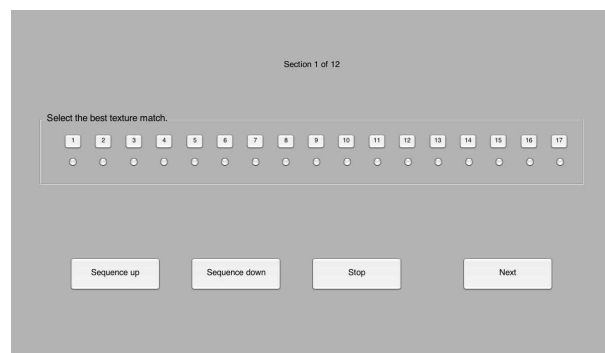 Section 1 of 12
Select the best texture match.
1 2 3 4 5 6 7 8 9 10 11 12 13 14 15 16 17
Sequence up Sequence down Stop Next